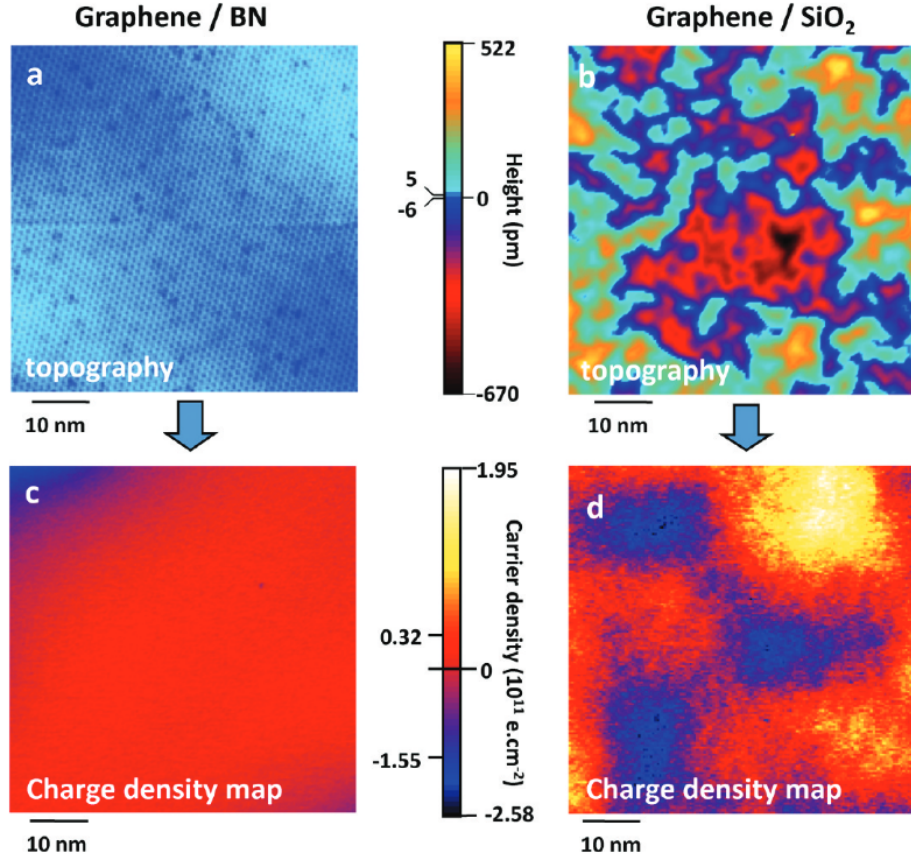 Graphene / BN
Graphene / SiO₂
a
522
b
5
-6
0
Height (pm)
topography
-670
topography
10 nm
10 nm
c
1.95
d
0.32
0
-1.55
Carrier density (10¹¹ e.cm⁻²)
Charge density map
-2.58
Charge density map
10 nm
10 nm